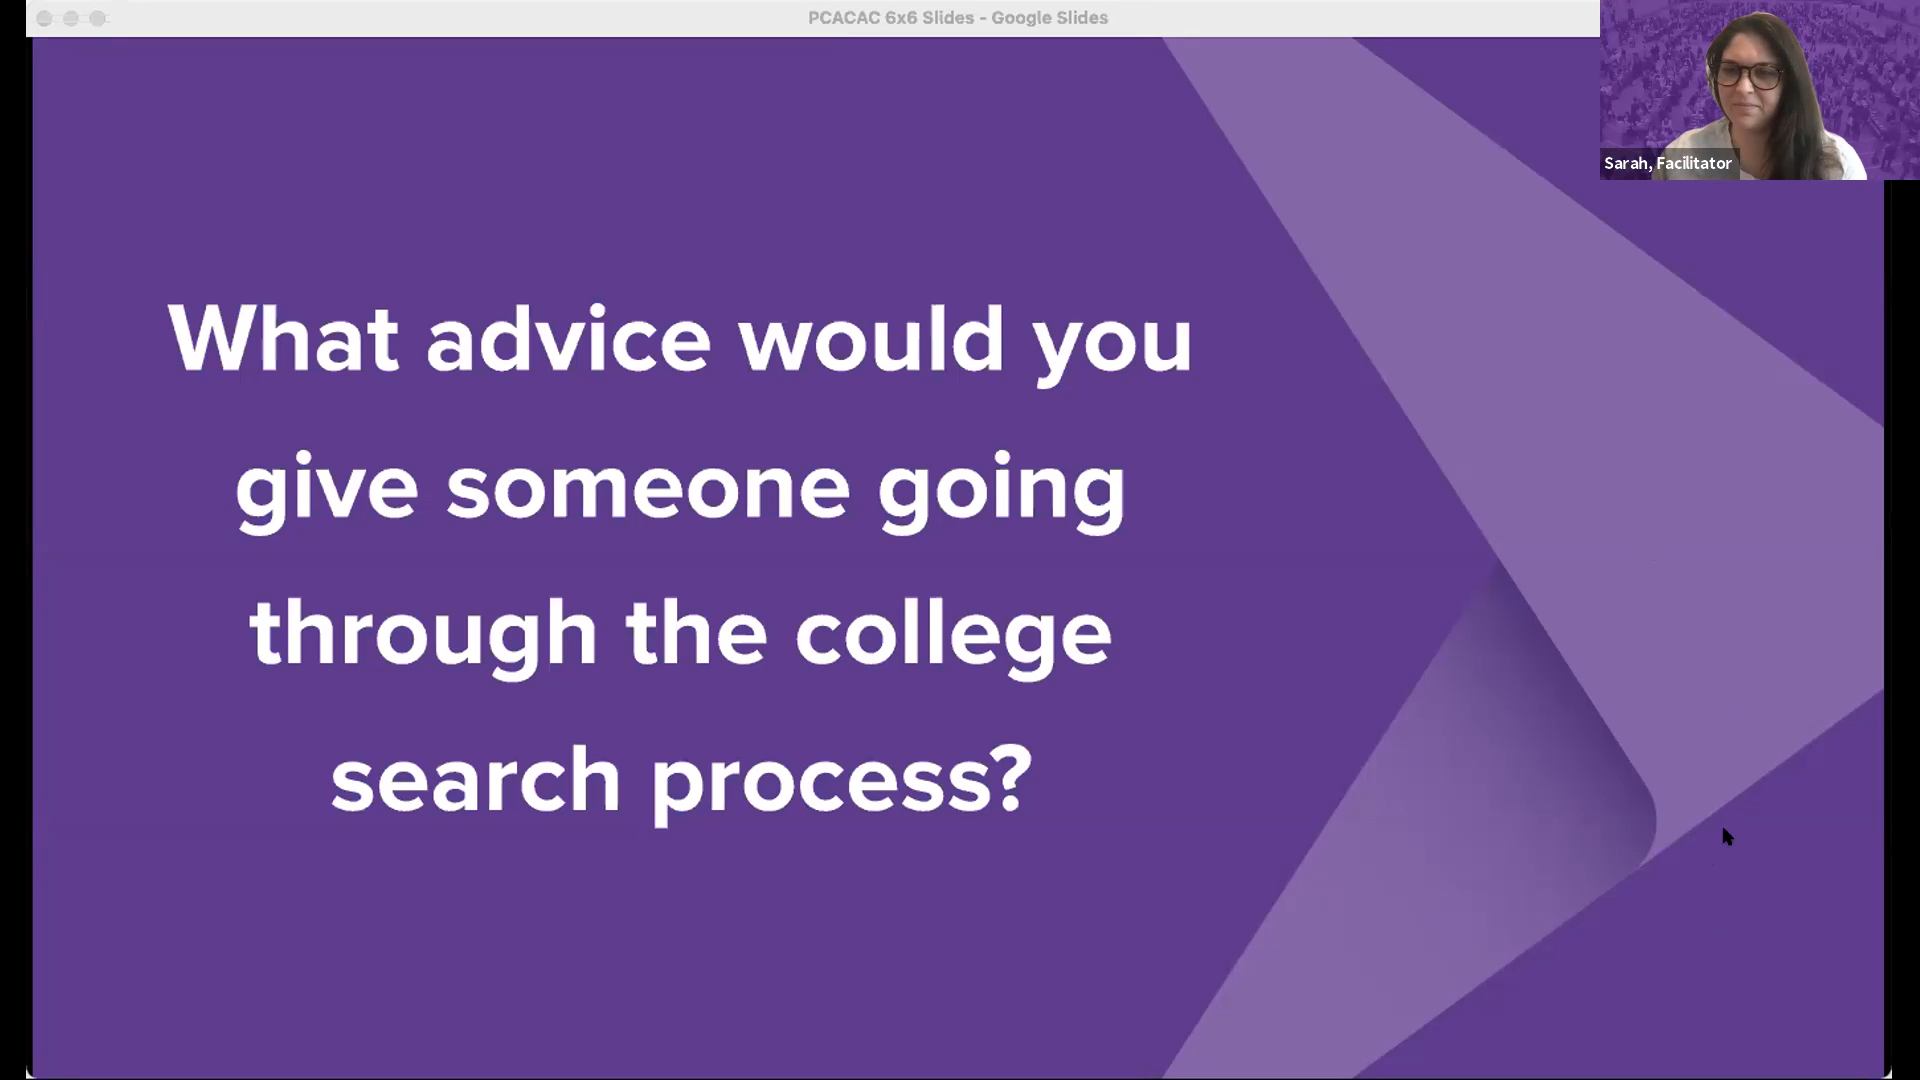 PCACAC 6x6 Slides - Google Slides
Sarah, Facilitator
What advice would you
give someone going
through the college
search process?